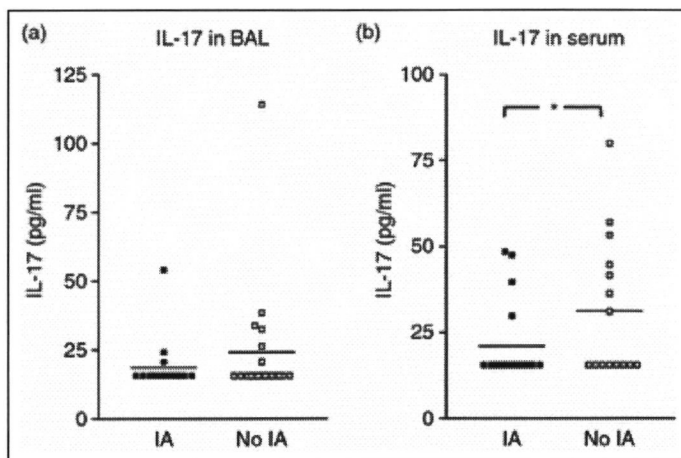 (a)
IL-17 in BAL
125
100
75
50
25
0
IL-17 (pg/ml)
IA
No IA
(b)
IL-17 in serum
100
75
50
25
0
IL-17 (pg/ml)
*
IA
No IA